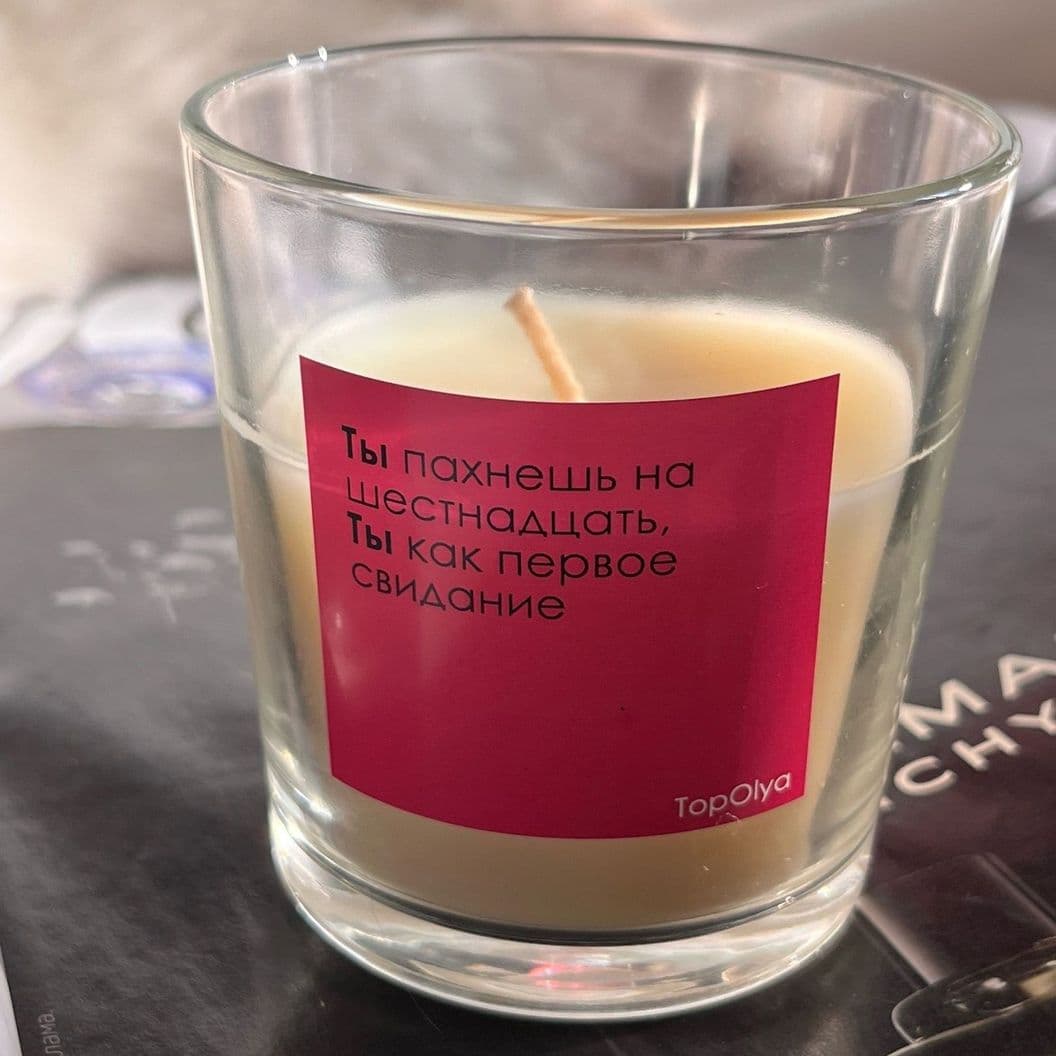 Ты пахнешь на
шестнадцать,
Ты как первое
свидание
TopOlya